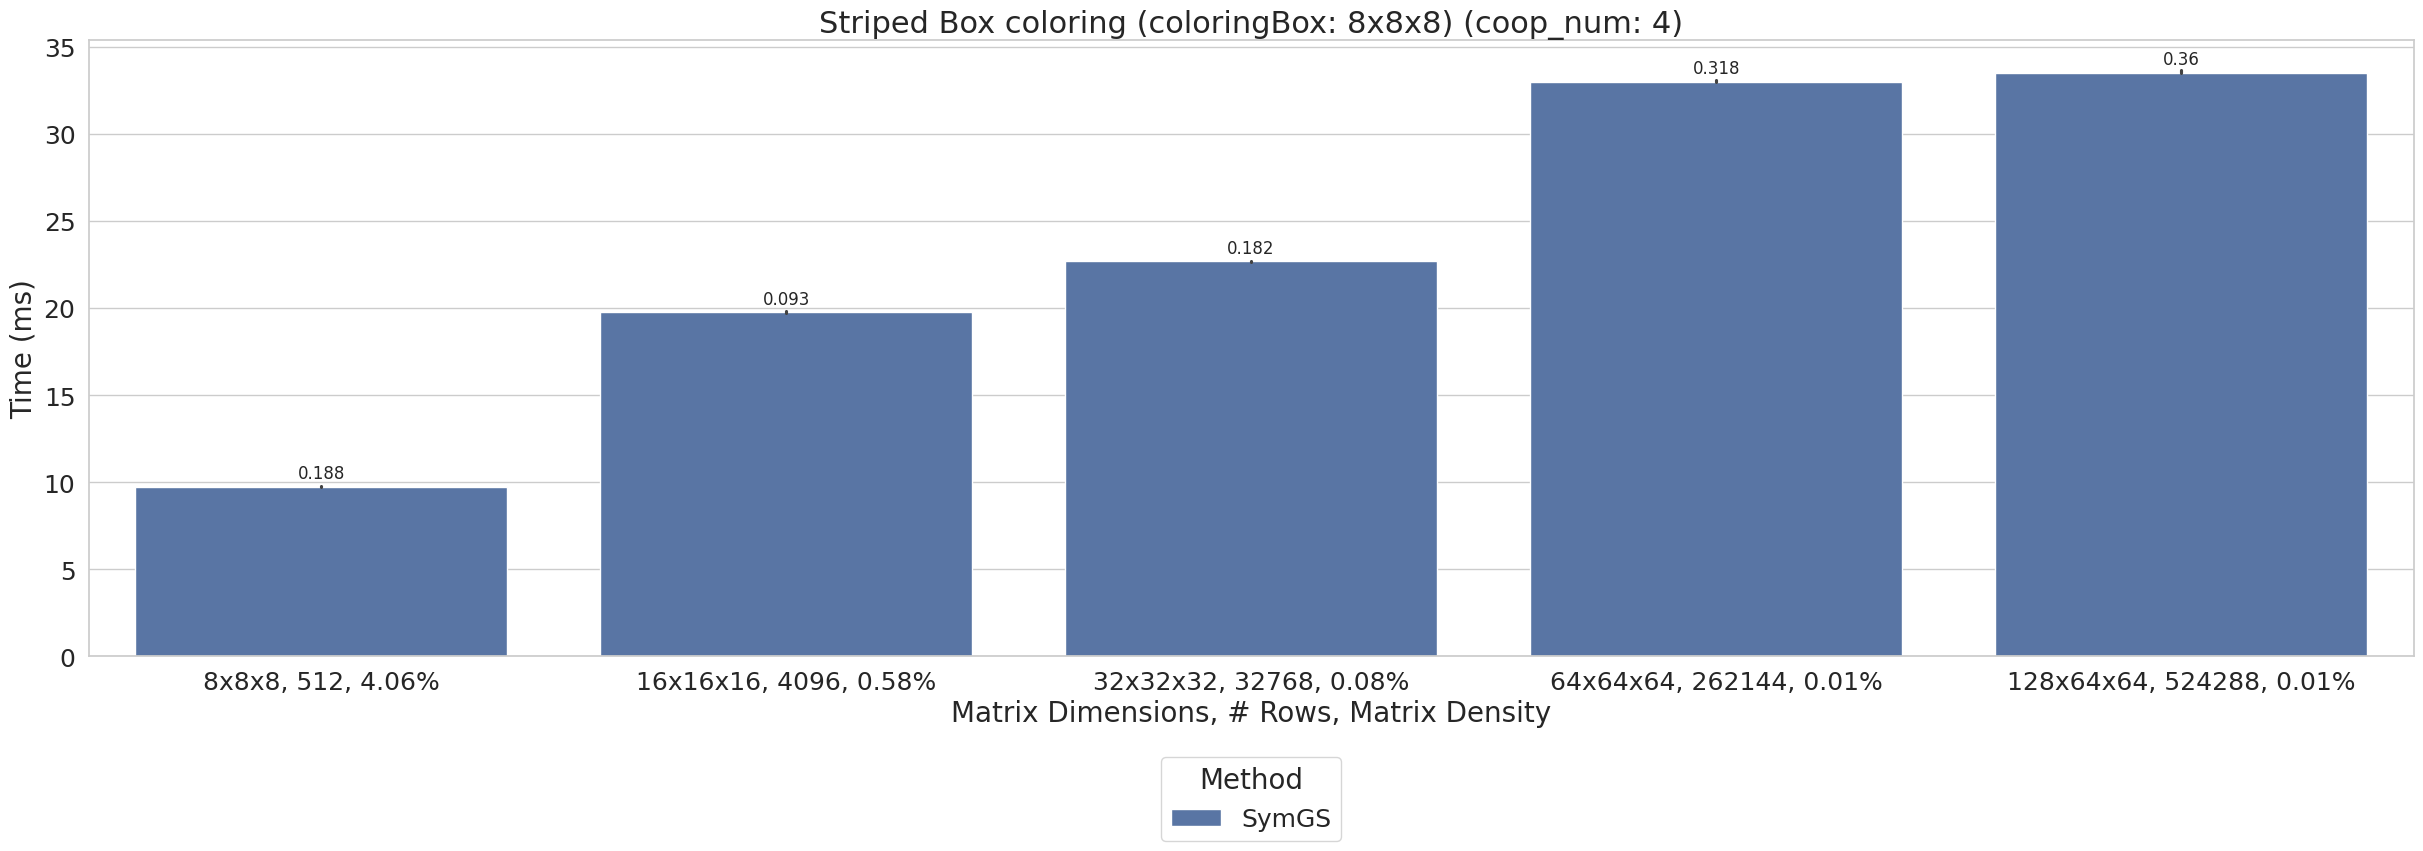 Striped Box coloring (coloringBox: 8x8x8) (coop_num: 4)
35
30
25
20
15
10
5
0
Time (ms)
0.188
0.093
0.182
0.318
0.36
8x8x8, 512, 4.06%
16x16x16, 4096, 0.58%
32x32x32, 32768, 0.08%
64x64x64, 262144, 0.01%
128x64x64, 524288, 0.01%
Matrix Dimensions, # Rows, Matrix Density
Method
SymGS